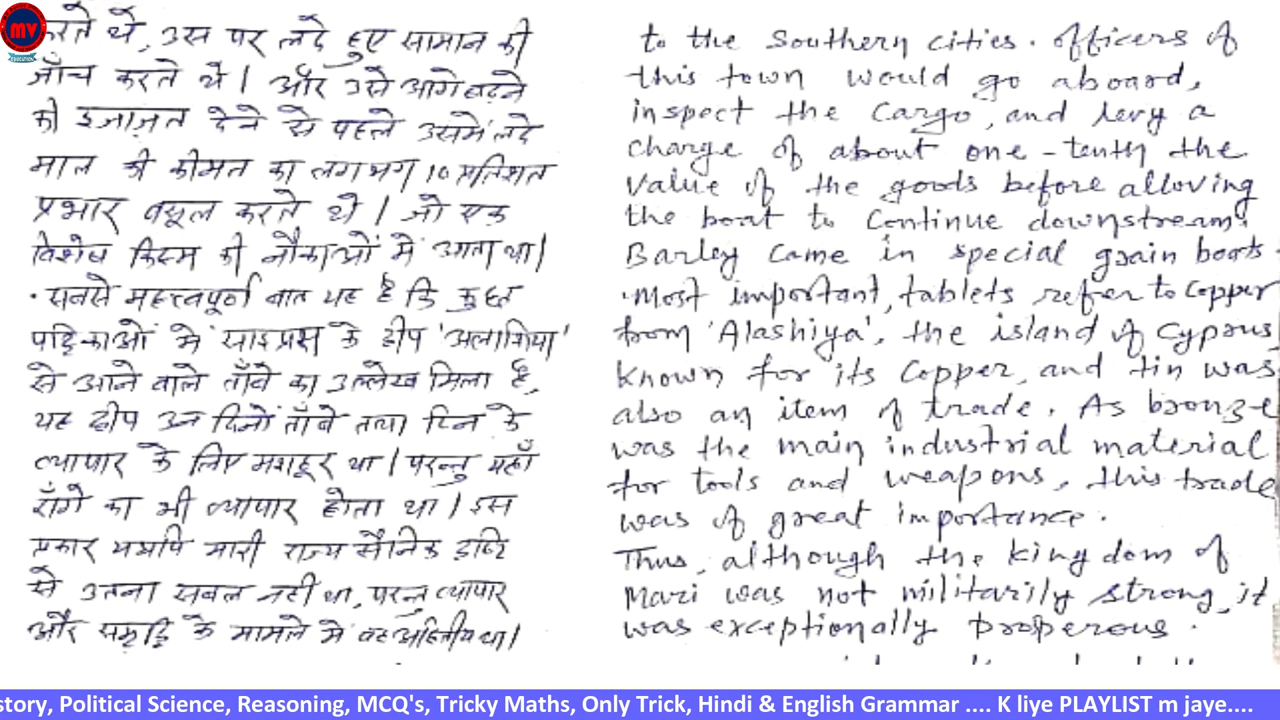 mv
EDUCATION
करते थे, उस पर लदे हुए सामान की
जाँच करते थे। और उसे आगे बढ़ने
की इजाज़त देने से पहले उसमें लदे
माल की कीमत का लगभग 10 प्रतिशत
प्रभार वसूल करते थे। जो एक
विशेष किस्म की नौकाओं में आता था।
• सबसे महत्त्वपूर्ण बात यह है कि कुछ
पट्टिकाओं में साइप्रस के द्वीप 'अलाशिया'
से आने वाले ताँबे का उल्लेख मिला है,
यह द्वीप उन दिनों ताँबे तथा टिन के
व्यापार के लिए मशहूर था। परन्तु यहाँ
राँगे का भी व्यापार होता था। इस
प्रकार यद्यपि मारी राज्य सैनिक दृष्टि
से उतना सबल नहीं था, परन्तु व्यापार
और समृद्धि के मामले में वह अद्वितीय था।
to the Southern cities. Officers of
this town would go aboard,
inspect the Cargo, and levy a
charge of about one-tenth the
Value of the goods before alloving
the boat to Continue downstream.
Barley Came in special grain boats.
•Most important, tablets refer to Copper
from 'Alashiya', the island of Cyprus,
Known for its Copper, and tin was
also an item of trade. As bronze
was the main industrial material
for tools and weapons, this trade
was of great importance.
Thus, although the kingdom of
Mari was not militarily strong, it
was exceptionally prosperous.
story, Political Science, Reasoning, MCQ's, Tricky Maths, Only Trick, Hindi & English Grammar .... K liye PLAYLIST m jaye....